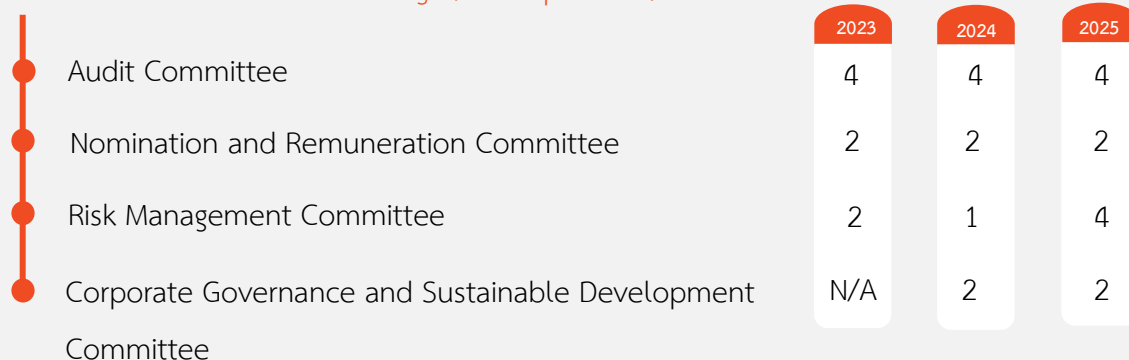 2023 2024 2025
Audit Committee 4 4 4
Nomination and Remuneration Committee 2 2 2
Risk Management Committee 2 1 4
Corporate Governance and Sustainable Development N/A 2 2
Committee